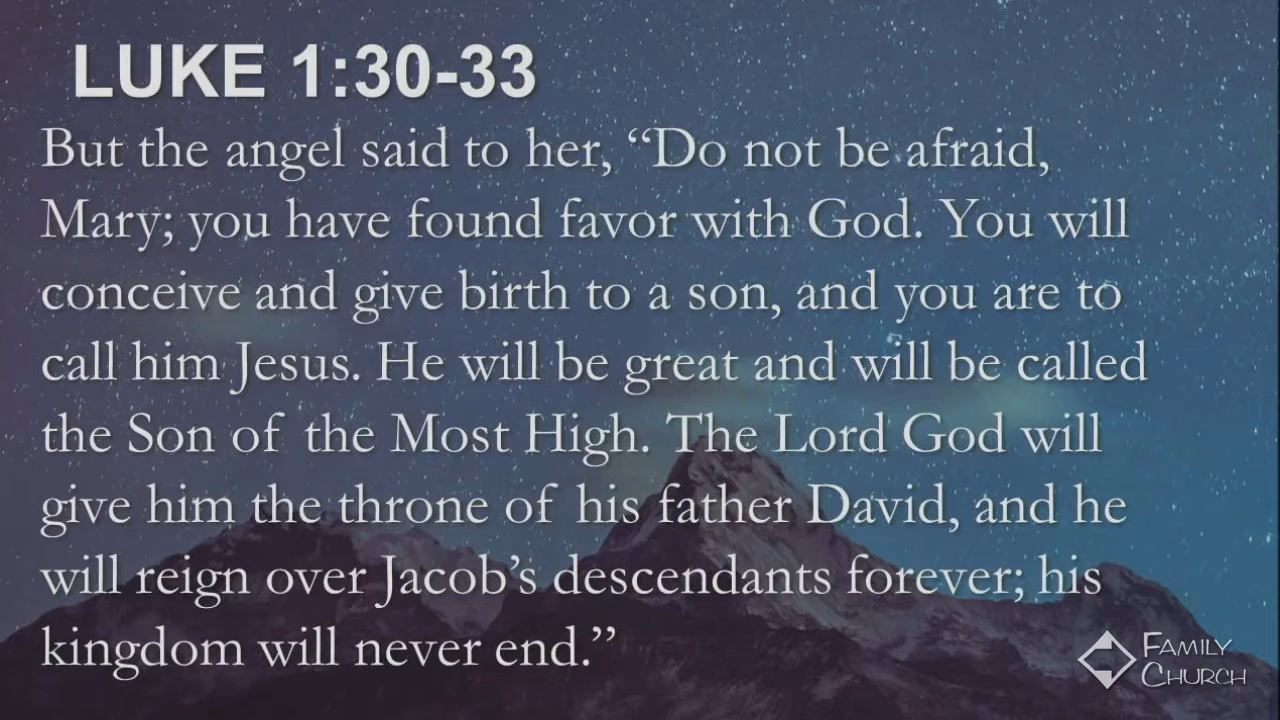 LUKE 1:30-33
But the angel said to her, “Do not be afraid,
Mary; you have found favor with God. You will
conceive and give birth to a son, and you are to
call him Jesus. He will be great and will be called
the Son of the Most High. The Lord God will
give him the throne of his father David, and he
will reign over Jacob’s descendants forever; his
kingdom will never end.”
FAMILY
CHURCH